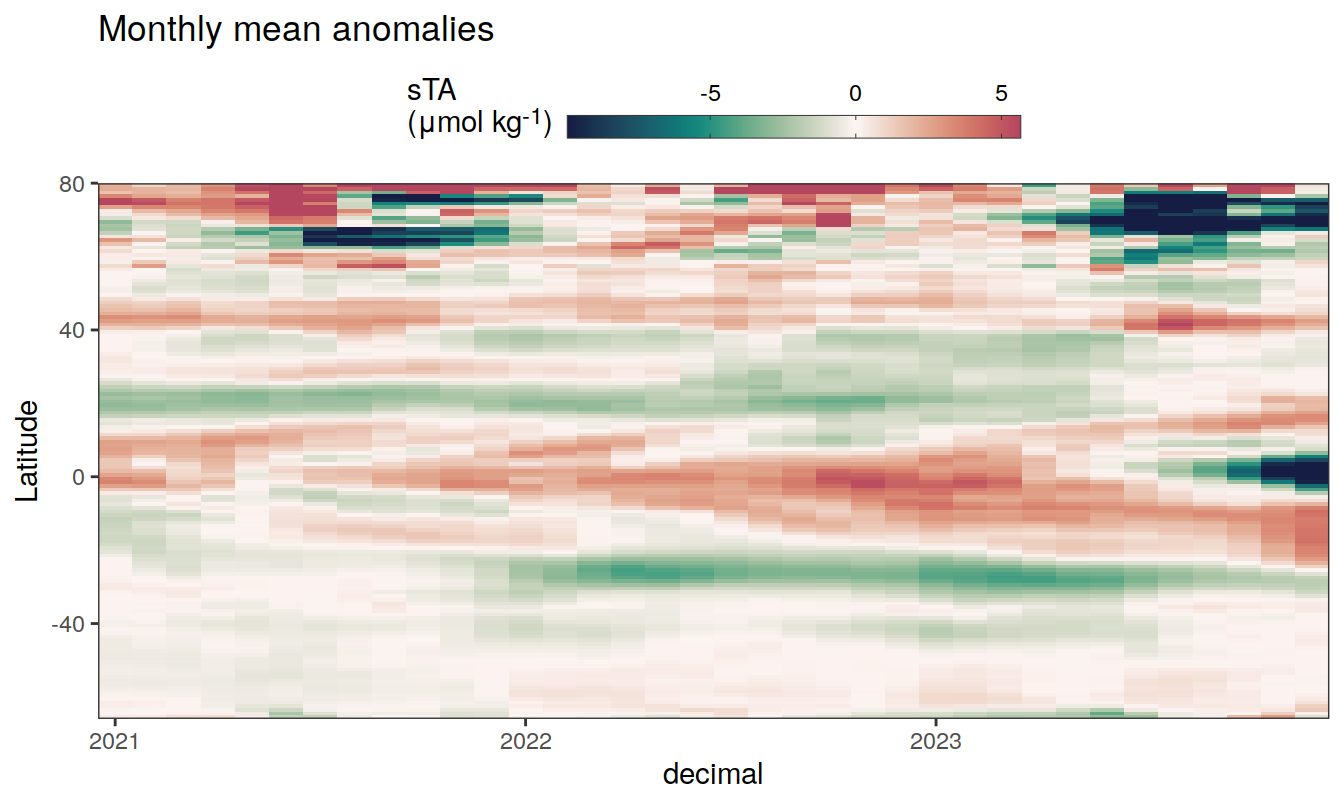 Monthly mean anomalies
sTA
(μmol kg-1)
-5 0 5
80
40
0
-40
Latitude
2021 2022 2023
decimal